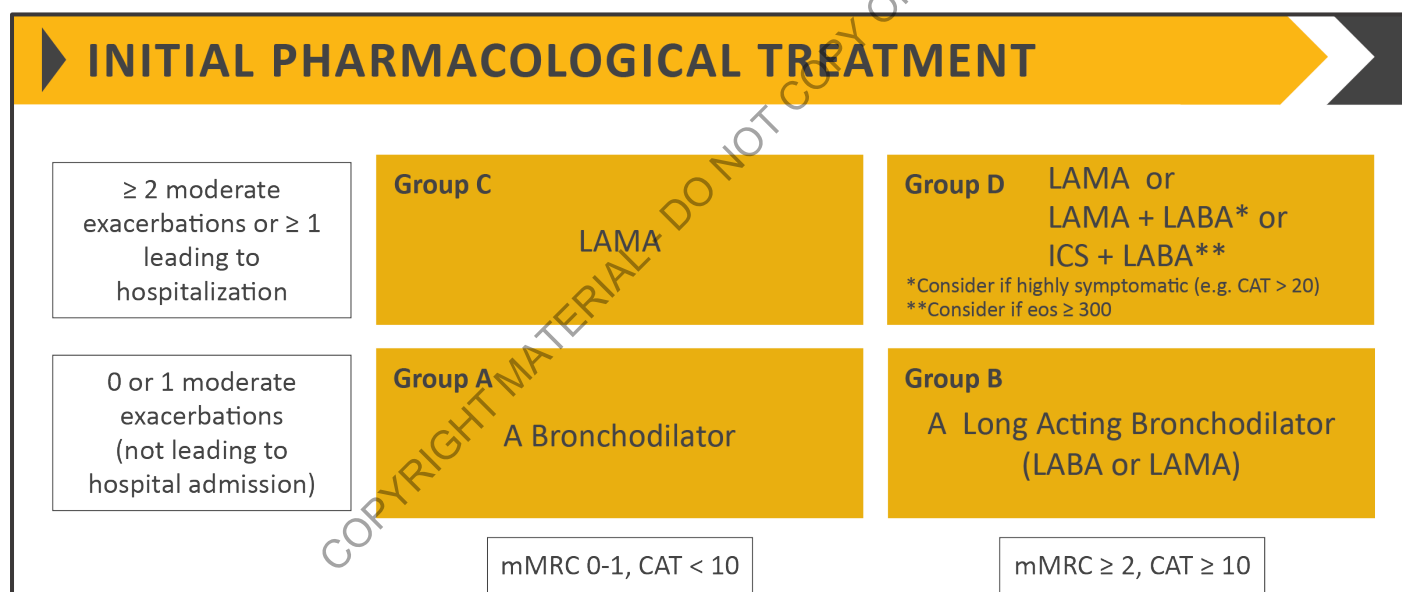 INITIAL PHARMACOLOGICAL TREATMENT
≥ 2 moderate
exacerbations or ≥ 1
leading to
hospitalization
Group C
LAMA
Group D
LAMA or
LAMA + LABA* or
ICS + LABA**
*Consider if highly symptomatic (e.g. CAT > 20)
**Consider if eos ≥ 300
0 or 1 moderate
exacerbations
(not leading to
hospital admission)
Group A
A Bronchodilator
Group B
A Long Acting Bronchodilator
(LABA or LAMA)
mMRC 0-1, CAT < 10
mMRC ≥ 2, CAT ≥ 10
COPYRIGHT MATERIAL - DO NOT COPY